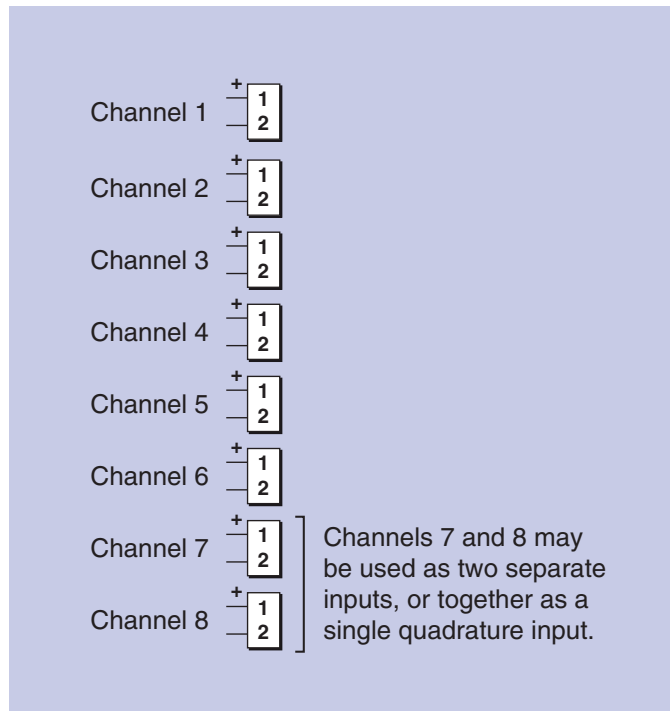 +
Channel 1 1
2
+
Channel 2 1
2
+
Channel 3 1
2
+
Channel 4 1
2
+
Channel 5 1
2
+
Channel 6 1
2
+
Channel 7 1
2
+
Channel 8 1
2
Channels 7 and 8 may
be used as two separate
inputs, or together as a
single quadrature input.